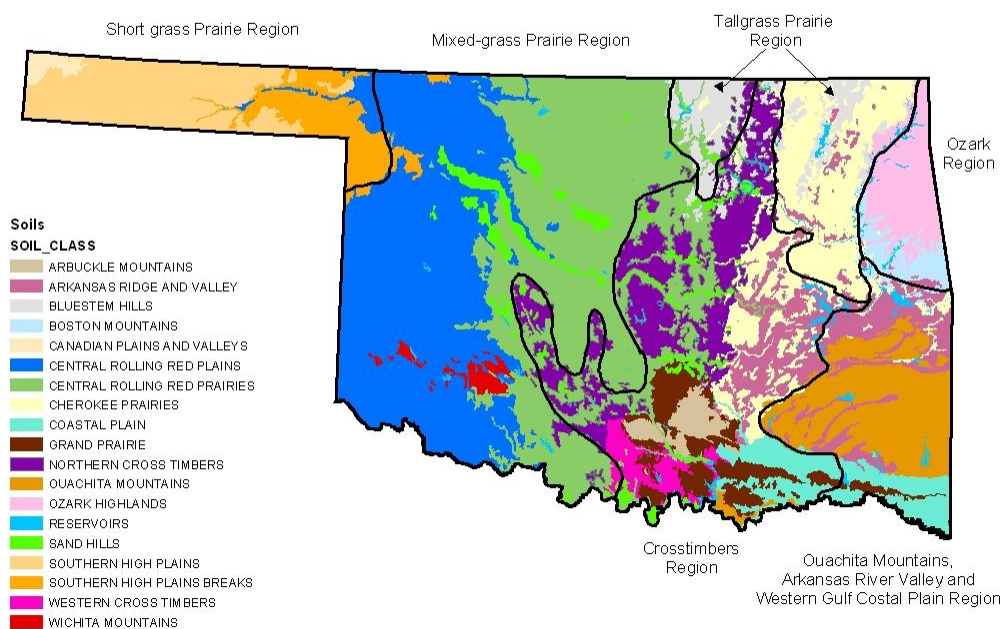 Short grass Prairie Region
Mixed-grass Prairie Region
Tallgrass Prairie
Region
Ozark
Region
Soils
SOIL_CLASS
ARBUCKLE MOUNTAINS
ARKANSAS RIDGE AND VALLEY
BLUESTEM HILLS
BOSTON MOUNTAINS
CANADIAN PLAINS AND VALLEYS
CENTRAL ROLLING RED PLAINS
CENTRAL ROLLING RED PRAIRIES
CHEROKEE PRAIRIES
COASTAL PLAIN
GRAND PRAIRIE
NORTHERN CROSS TIMBERS
OUACHITA MOUNTAINS
OZARK HIGHLANDS
RESERVOIRS
SAND HILLS
SOUTHERN HIGH PLAINS
SOUTHERN HIGH PLAINS BREAKS
WESTERN CROSS TIMBERS
WICHITA MOUNTAINS
Crosstimbers
Region
Ouachita Mountains,
Arkansas River Valley and
Western Gulf Costal Plain Region